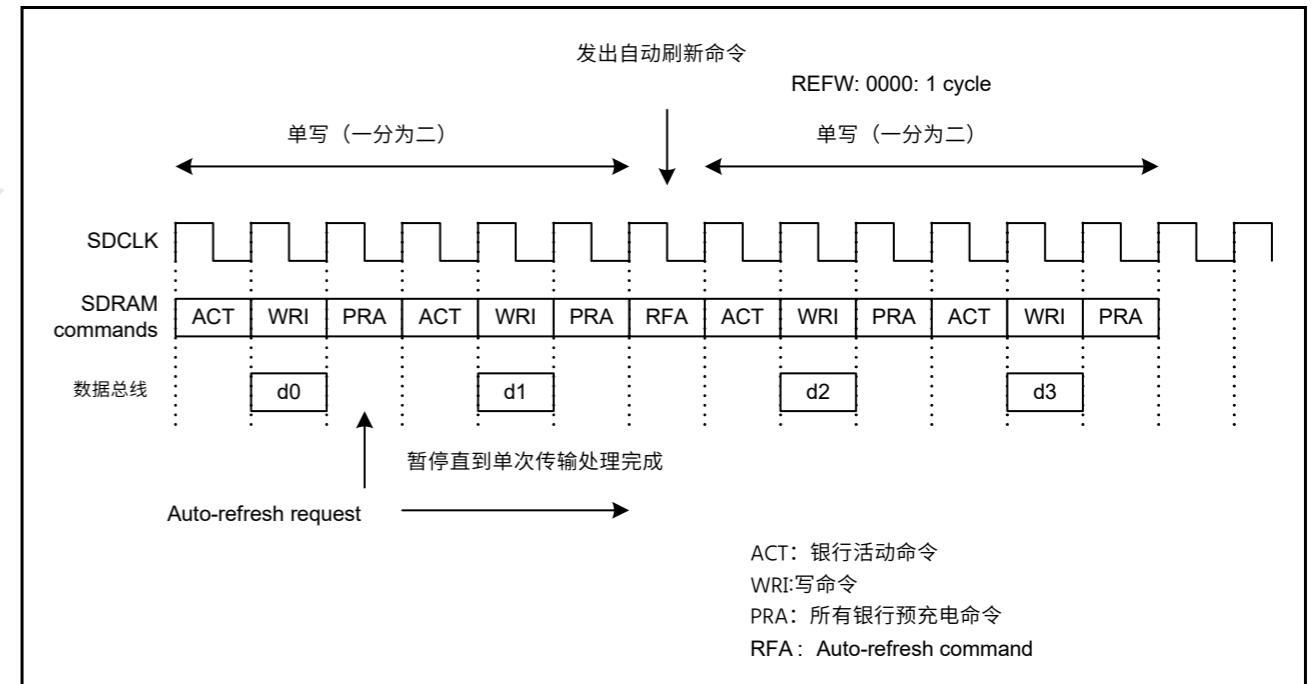 发出自动刷新命令
REFW: 0000: 1 cycle
单写（一分为二） 单写（一分为二）
SDCLK
SDRAM commands
ACT WRI PRA ACT WRI PRA RFA ACT WRI PRA ACT WRI PRA
数据总线 d0 d1 d2 d3
暂停直到单次传输处理完成
Auto-refresh request
ACT：银行活动命令
WRI:写命令
PRA：所有银行预充电命令
RFA : Auto-refresh command